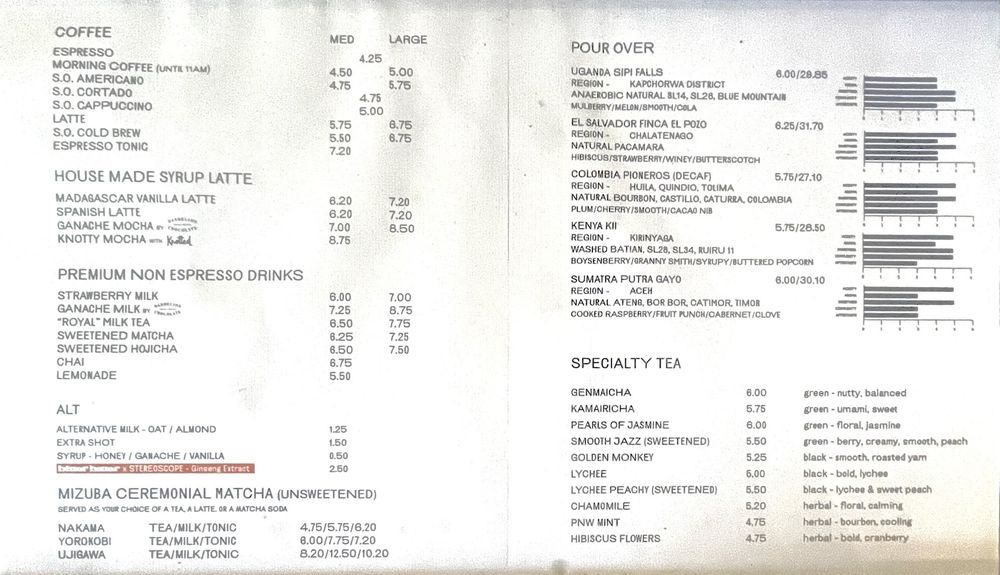 COFFEE MED LARGE
ESPRESSO 4.25
MORNING COFFEE (UNTIL 11AM) 4.50 5.00
S.O. AMERICANO 4.75 5.75
S.O. CORTADO 4.75
S.O. CAPPUCCINO 5.00
LATTE 5.75 6.75
S.O. COLD BREW 5.50 6.75
ESPRESSO TONIC 7.20
HOUSE MADE SYRUP LATTE
MADAGASCAR VANILLA LATTE 6.20 7.20
SPANISH LATTE 6.20 7.20
GANACHE MOCHA BY DANDELION CHOCOLATE 7.00 8.50
KNOTTY MOCHA WITH Knotted 8.75
PREMIUM NON ESPRESSO DRINKS
STRAWBERRY MILK 6.00 7.00
GANACHE MILK BY DANDELION CHOCOLATE 7.25 8.75
"ROYAL" MILK TEA 6.50 7.75
SWEETENED MATCHA 6.25 7.25
SWEETENED HOJICHA 6.50 7.50
CHAI 6.75
LEMONADE 5.50
ALT
ALTERNATIVE MILK - OAT / ALMOND 1.25
EXTRA SHOT 1.50
SYRUP - HONEY / GANACHE / VANILLA 0.50
x STEREOSCOPE - Ginseng Extract 2.50
MIZUBA CEREMONIAL MATCHA (UNSWEETENED)
SERVED AS YOUR CHOICE OF A TEA, A LATTE, OR A MATCHA SODA
NAKAMA TEA/MILK/TONIC 4.75/5.75/6.20
YOROKOBI TEA/MILK/TONIC 6.00/7.75/7.20
UJIGAWA TEA/MILK/TONIC 8.20/12.50/10.20
POUR OVER
UGANDA SIPI FALLS 6.00/29.85
REGION - KAPCHORWA DISTRICT
ANAEROBIC NATURAL SL14, SL28, BLUE MOUNTAIN
MULBERRY/MELON/SMOOTH/COLA
EL SALVADOR FINCA EL POZO 6.25/31.70
REGION - CHALATENAGO
NATURAL PACAMARA
HIBISCUS/STRAWBERRY/WINEY/BUTTERSCOTCH
COLOMBIA PIONEROS (DECAF) 5.75/27.10
REGION - HUILA, QUINDIO, TOLIMA
NATURAL BOURBON, CASTILLO, CATURRA, COLOMBIA
PLUM/CHERRY/SMOOTH/CACAO NIB
KENYA KII 5.75/28.50
REGION - KIRINYAGA
WASHED BATIAN, SL28, SL34, RUIRU 11
BOYSENBERRY/GRANNY SMITH/SYRUPY/BUTTERED POPCORN
SUMATRA PUTRA GAYO 6.00/30.10
REGION - ACEH
NATURAL ATENG, BOR BOR, CATIMOR, TIMOR
COOKED RASPBERRY/FRUIT PUNCH/CABERNET/CLOVE
SPECIALTY TEA
GENMAICHA 6.00 green - nutty, balanced
KAMAIRICHA 5.75 green - umami, sweet
PEARLS OF JASMINE 6.00 green - floral, jasmine
SMOOTH JAZZ (SWEETENED) 5.50 green - berry, creamy, smooth, peach
GOLDEN MONKEY 5.25 black - smooth, roasted yam
LYCHEE 5.00 black - bold, lychee
LYCHEE PEACHY (SWEETENED) 5.50 black - lychee & sweet peach
CHAMOMILE 5.20 herbal - floral, calming
PNW MINT 4.75 herbal - bourbon, cooling
HIBISCUS FLOWERS 4.75 herbal - bold, cranberry